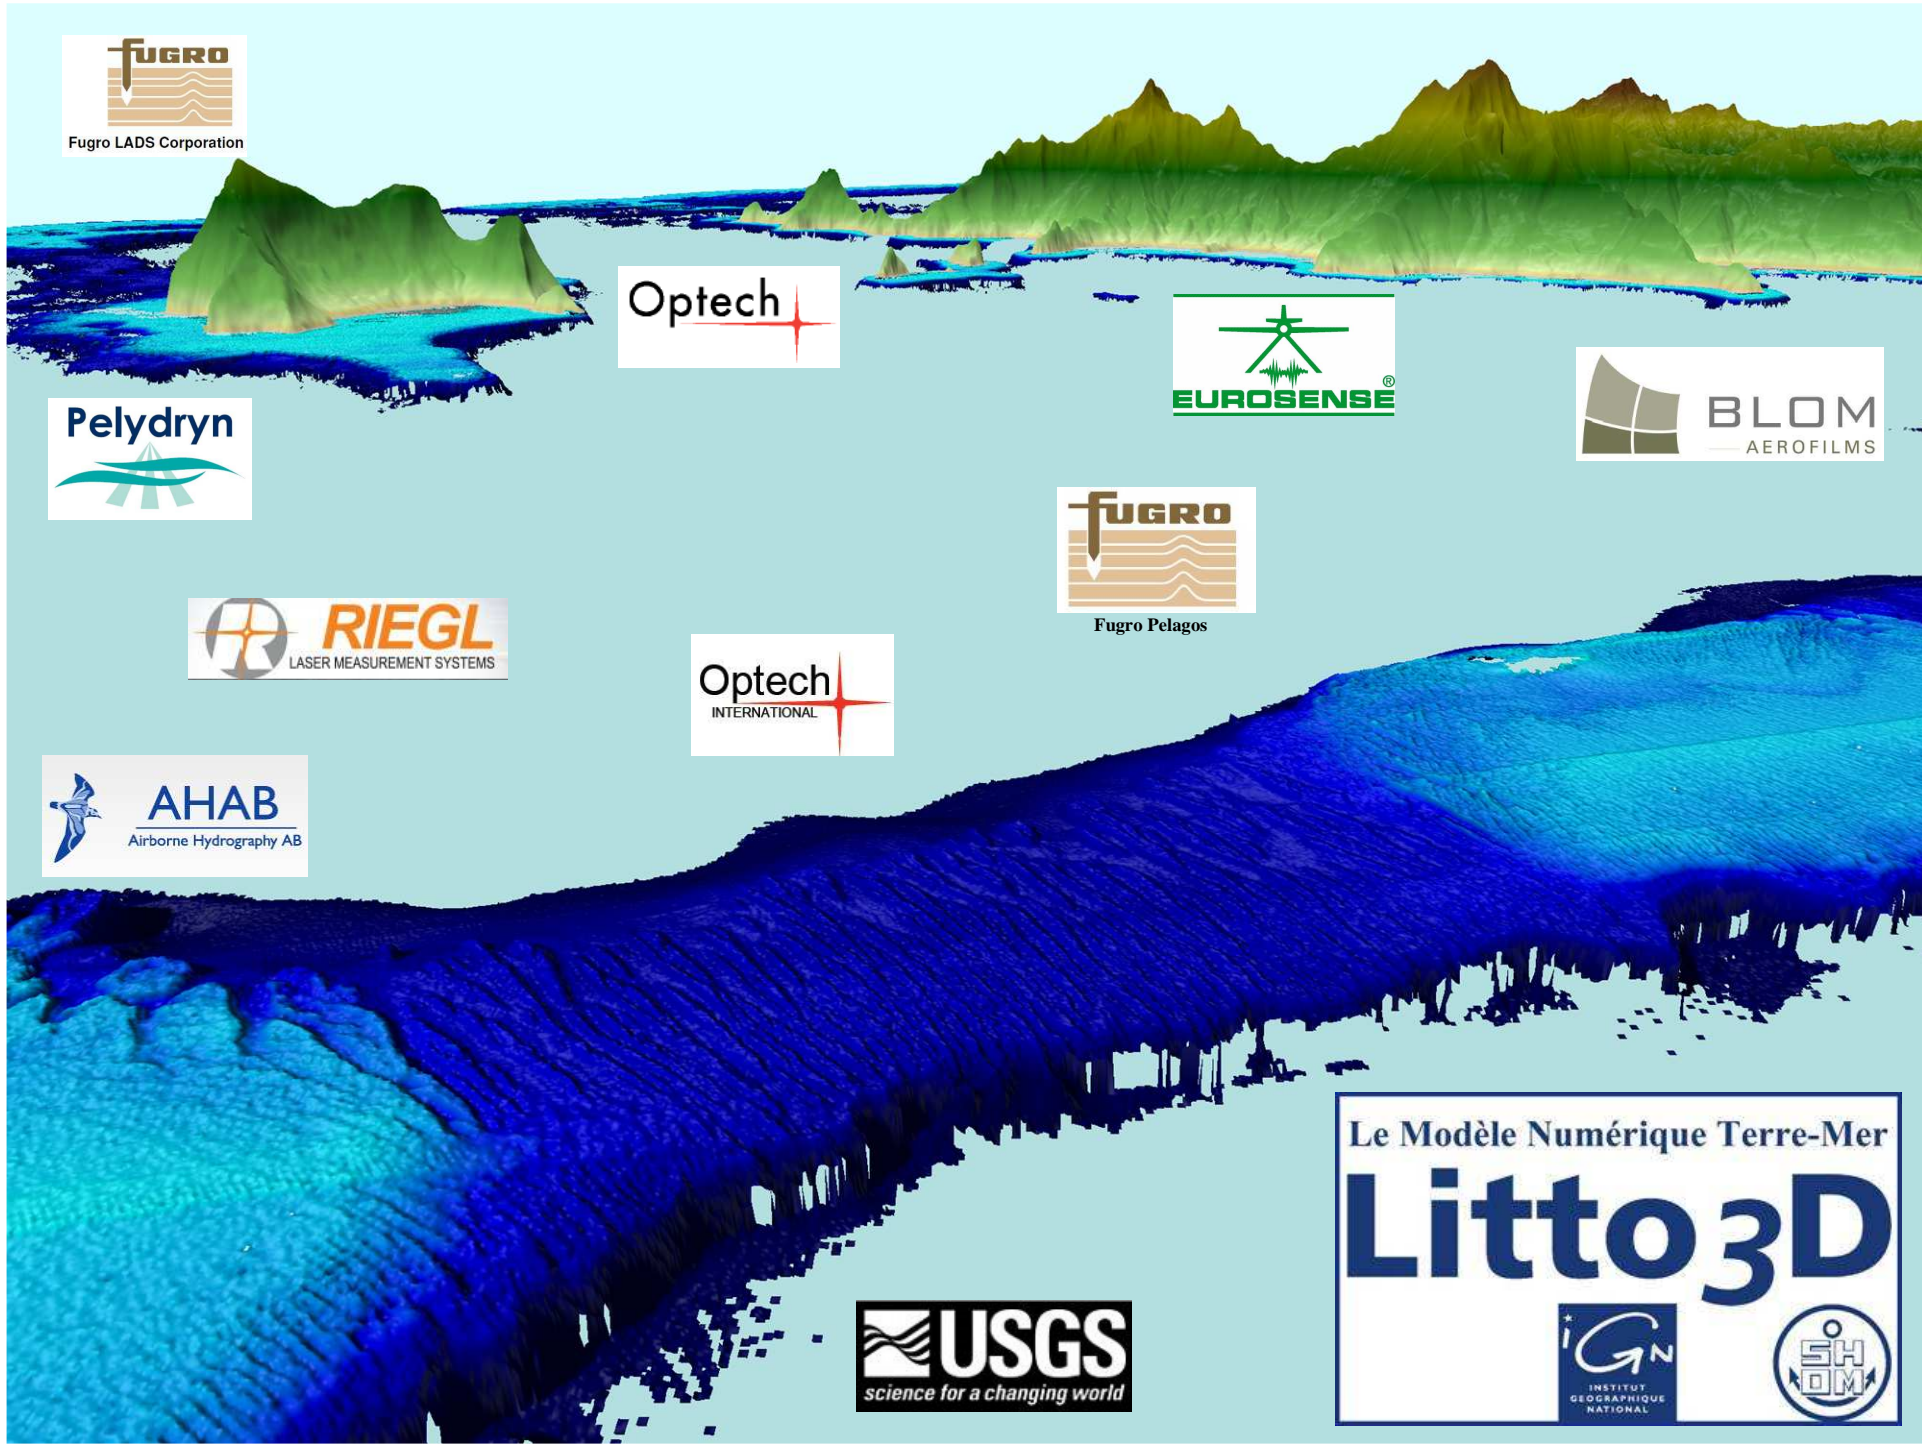 FUGRO
Fugro LADS Corporation
Optech
EUROSENSE®
BLOM
AEROFILMS
Pelydryn
FUGRO
Fugro Pelagos
RIEGL
LASER MEASUREMENT SYSTEMS
Optech
INTERNATIONAL
AHAB
Airborne Hydrography AB
Le Modèle Numérique Terre-Mer
Litto3D
IGN
INSTITUT
GEOGRAPHIQUE
NATIONAL
SH
OM
USGS
science for a changing world